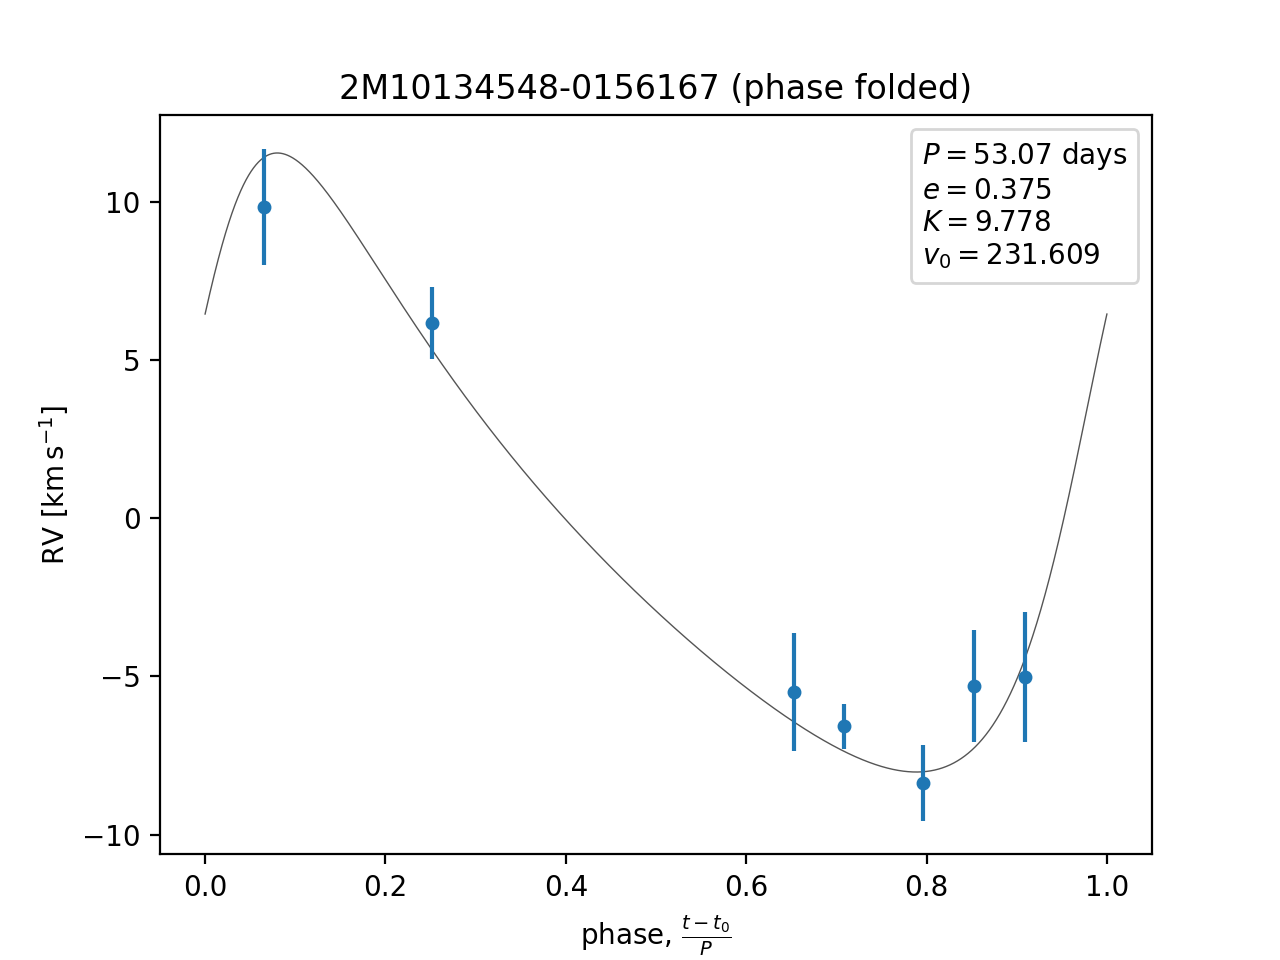 2M10134548-0156167 (phase folded)
P = 53.07 days
e = 0.375
K = 9.778
v₀ = 231.609
10
5
0
−5
−10
RV [km s⁻¹]
0.0 0.2 0.4 0.6 0.8 1.0
phase, (t − t₀)/P